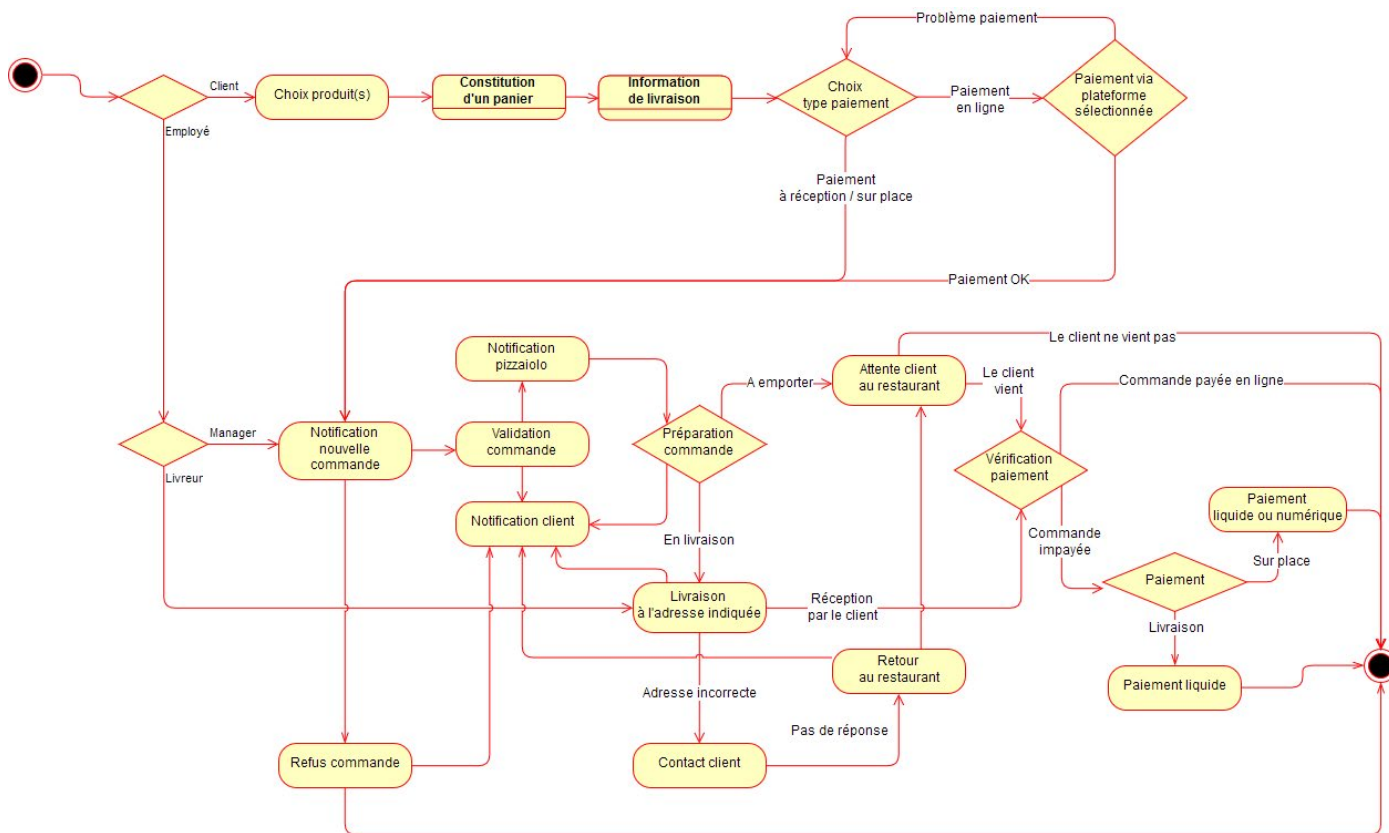 Problème paiement
Client
Choix produit(s)
Constitution
d'un panier
Information
de livraison
Choix
type paiement
Paiement
en ligne
Paiement via
plateforme
sélectionnée
Employé
Paiement
à réception / sur place
Paiement OK
Notification
pizzaiolo
A emporter
Attente client
au restaurant
Le client ne vient pas
Le client
vient
Commande payée en ligne
Manager
Livreur
Notification
nouvelle
commande
Validation
commande
Préparation
commande
Vérification
paiement
Notification client
En livraison
Commande
impayée
Paiement
liquide ou numérique
Sur place
Paiement
Livraison
à l'adresse indiquée
Réception
par le client
Livraison
Retour
au restaurant
Paiement liquide
Adresse incorrecte
Pas de réponse
Refus commande
Contact client